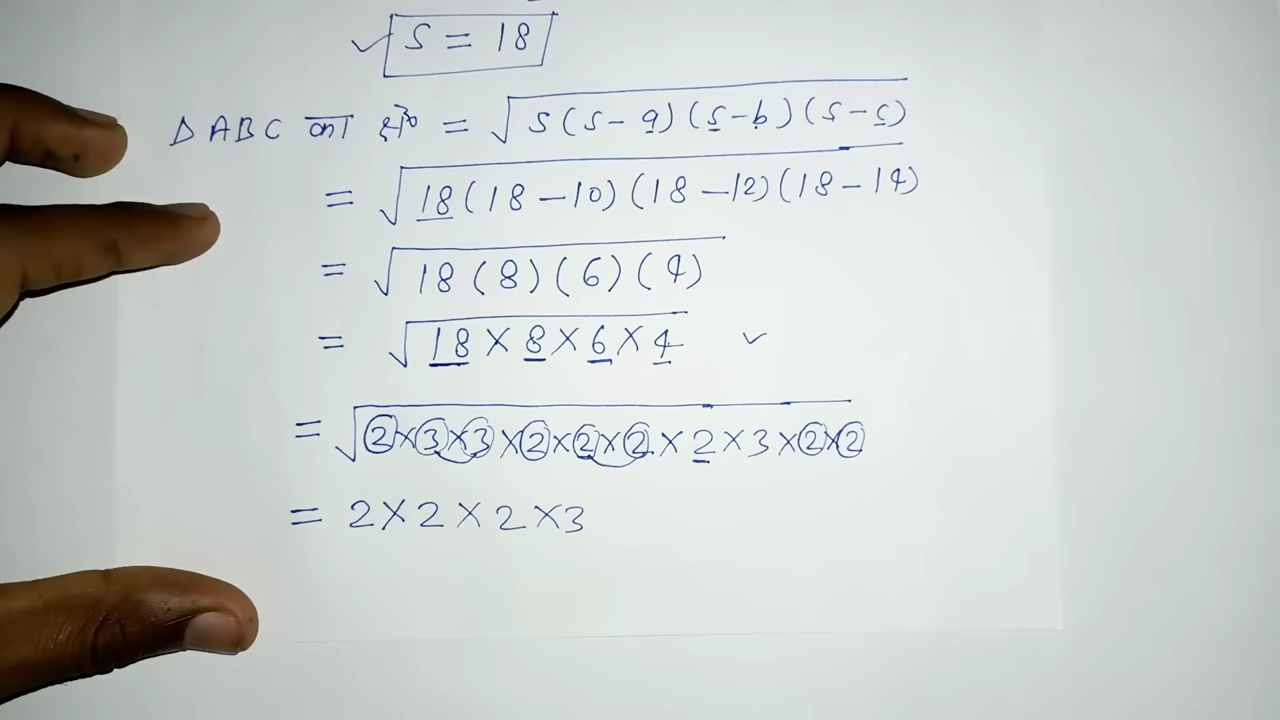 ✓ S = 18
Δ ABC का क्षे० = √S(S-a)(S-b)(S-c)
= √18(18-10)(18-12)(18-14)
= √18(8)(6)(4)
= √18×8×6×4 ✓
= √2×3×3×2×2×2×2×3×2×2
= 2×2×2×3